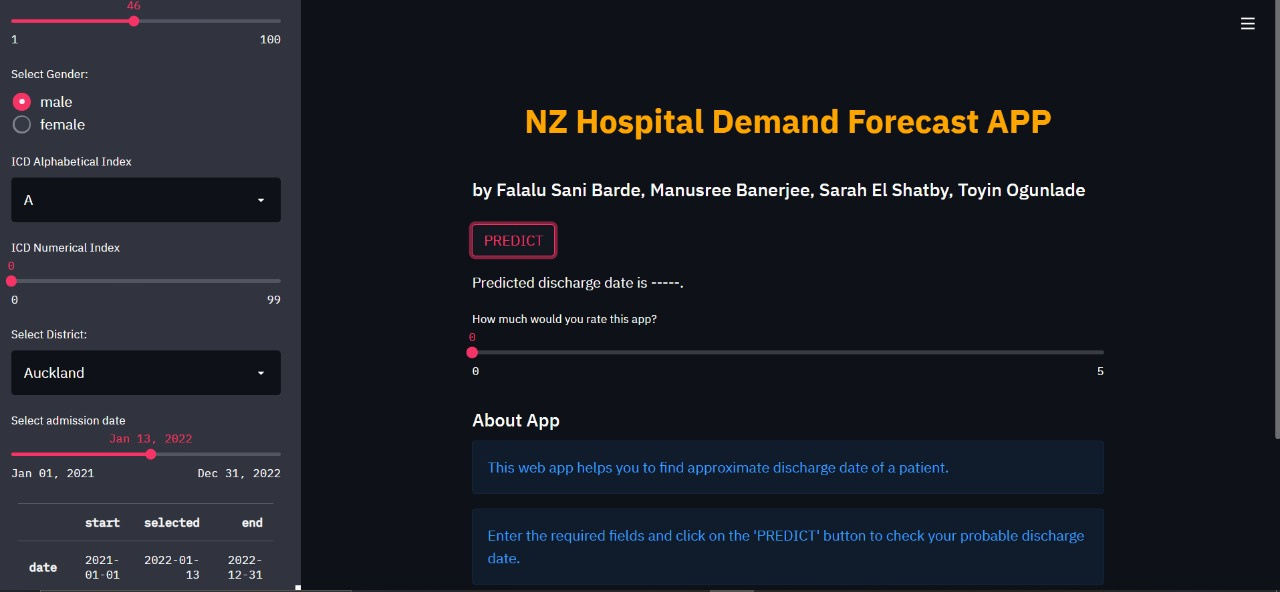 46
1 100
Select Gender:
male
female
ICD Alphabetical Index
A
ICD Numerical Index
0
0 99
Select District:
Auckland
Select admission date
Jan 13, 2022
Jan 01, 2021 Dec 31, 2022
start selected end
date 2021-01-01 2022-01-13 2022-12-31
NZ Hospital Demand Forecast APP
by Falalu Sani Barde, Manusree Banerjee, Sarah El Shatby, Toyin Ogunlade
PREDICT
Predicted discharge date is -----.
How much would you rate this app?
0
0 5
About App
This web app helps you to find approximate discharge date of a patient.
Enter the required fields and click on the 'PREDICT' button to check your probable discharge
date.